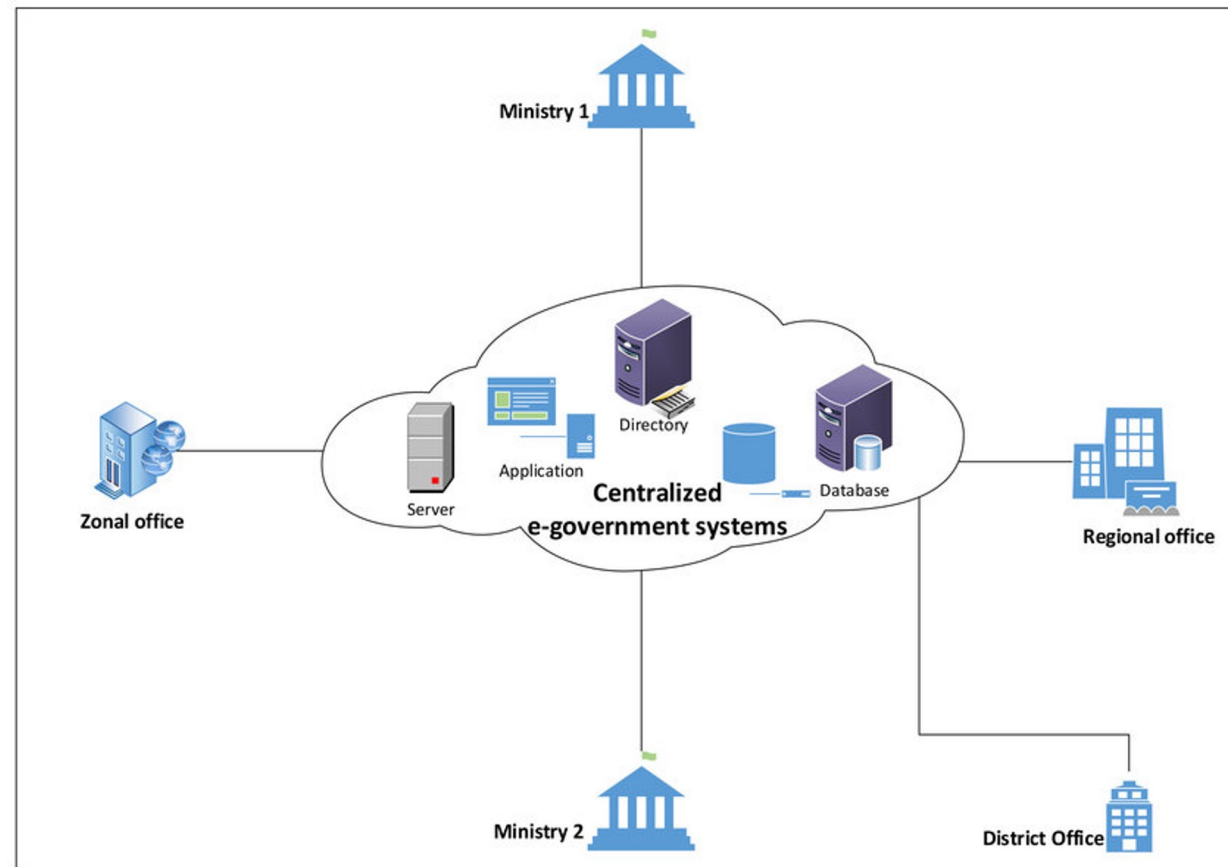 Ministry 1
Directory
Application
Database
Server
Centralized
e-government systems
Zonal office
Regional office
Ministry 2
District Office